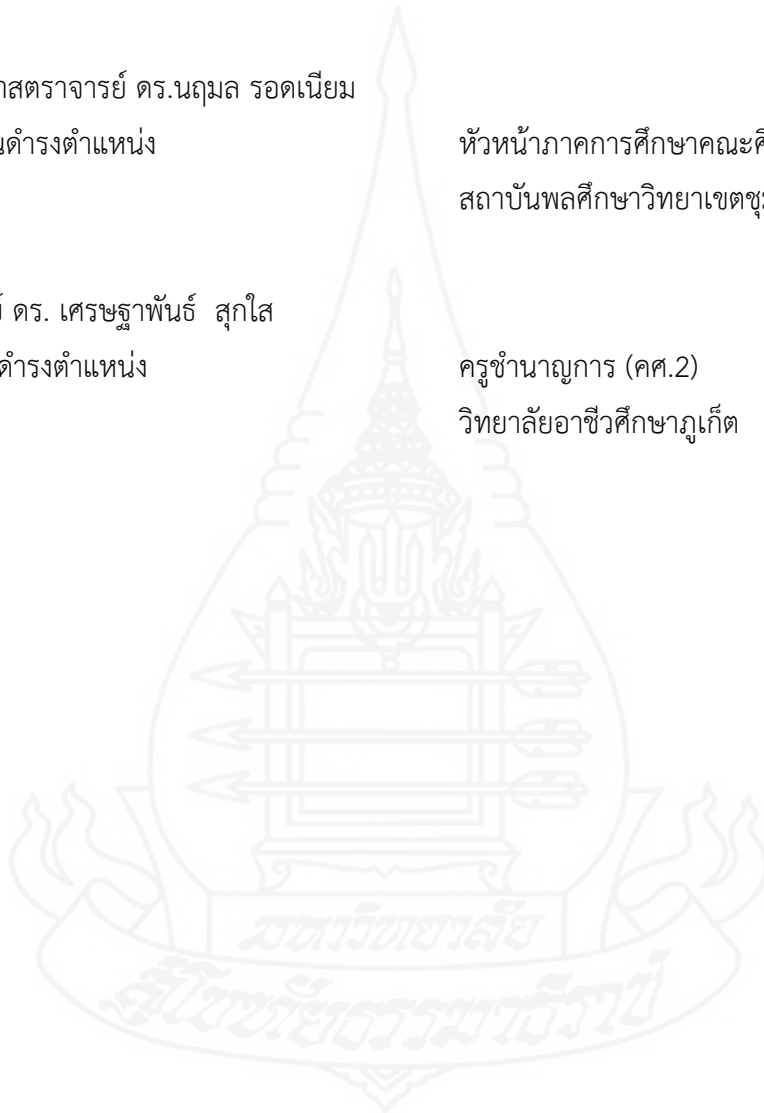 าสตราจารย์ ดร.นฤมล รอดเนียม
ดำรงตำแหน่ง
หัวหน้าภาคการศึกษาคณะศึ
สถาบันพลศึกษาวิทยาเขตชุม
ดร. เศรษฐาพันธ์ สุกใส
ดำรงตำแหน่ง
ครูชำนาญการ (คศ.2)
วิทยาลัยอาชีวศึกษาภูเก็ต
มหาวิทยาลัย
สุโขทัยธรรมาธิราช